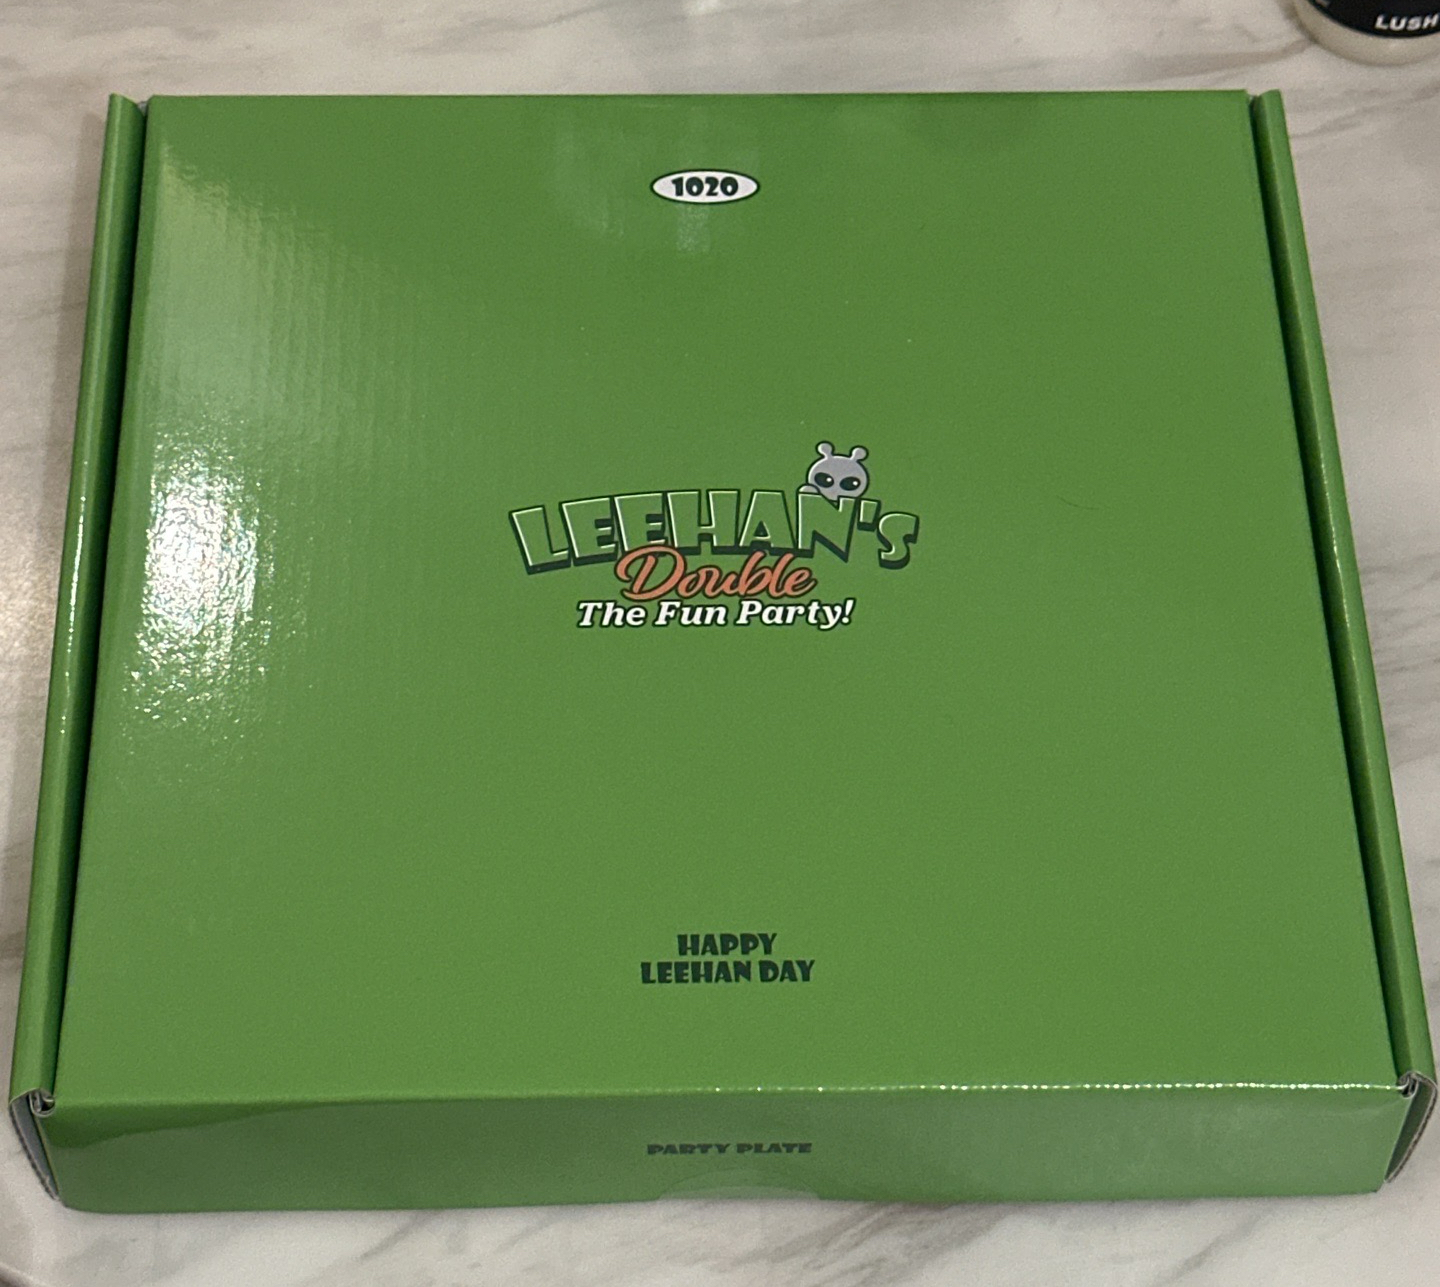 LUSH
1020
LEEHAN's
Double
The Fun Party!
HAPPY
LEEHAN DAY
PARTY PLATE